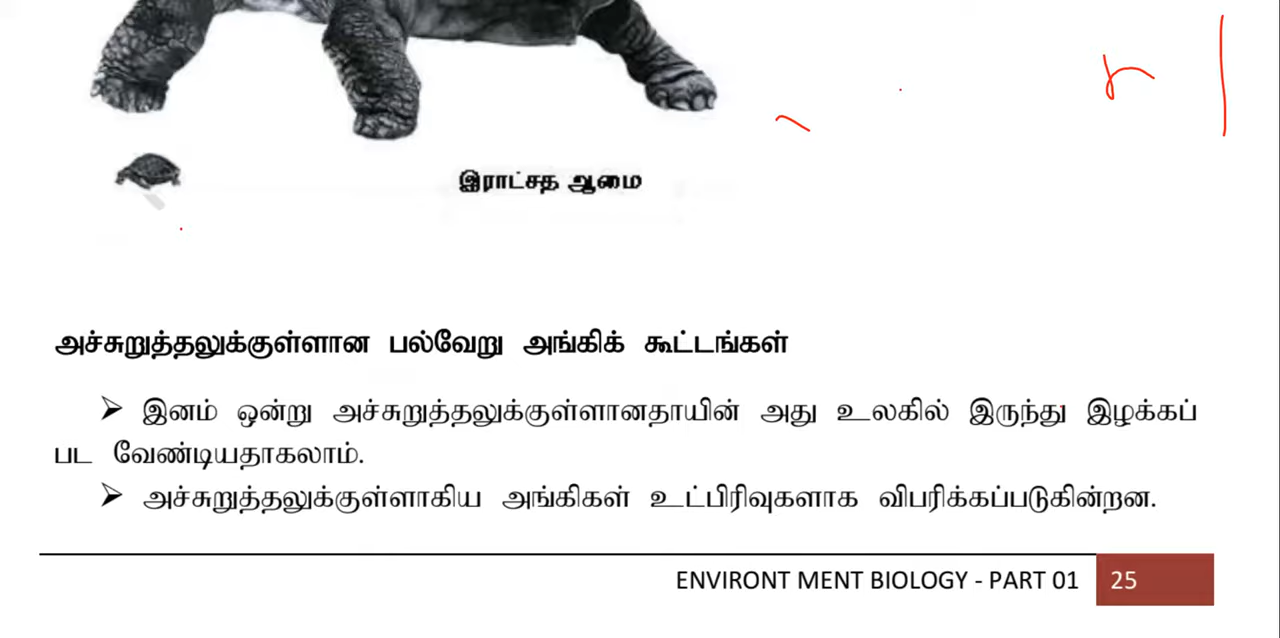 இராட்சத ஆமை
அச்சுறுத்தலுக்குள்ளான பல்வேறு அங்கிக் கூட்டங்கள்
➢ இனம் ஒன்று அச்சுறுத்தலுக்குள்ளானதாயின் அது உலகில் இருந்து இழக்கப்
பட வேண்டியதாகலாம்.
➢ அச்சுறுத்தலுக்குள்ளாகிய அங்கிகள் உட்பிரிவுகளாக விபரிக்கப்படுகின்றன.
ENVIRONT MENT BIOLOGY - PART 01 25